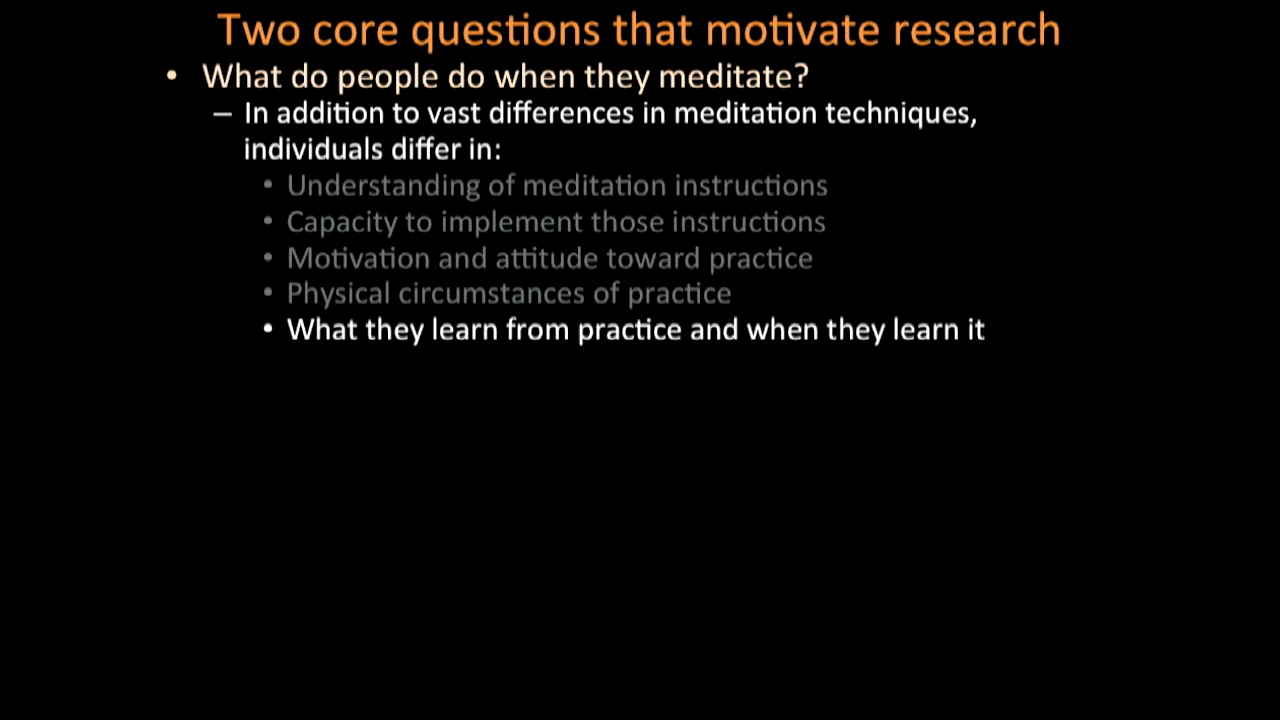 Two core questions that motivate research
• What do people do when they meditate?
– In addition to vast differences in meditation techniques,
individuals differ in:
• Understanding of meditation instructions
• Capacity to implement those instructions
• Motivation and attitude toward practice
• Physical circumstances of practice
• What they learn from practice and when they learn it